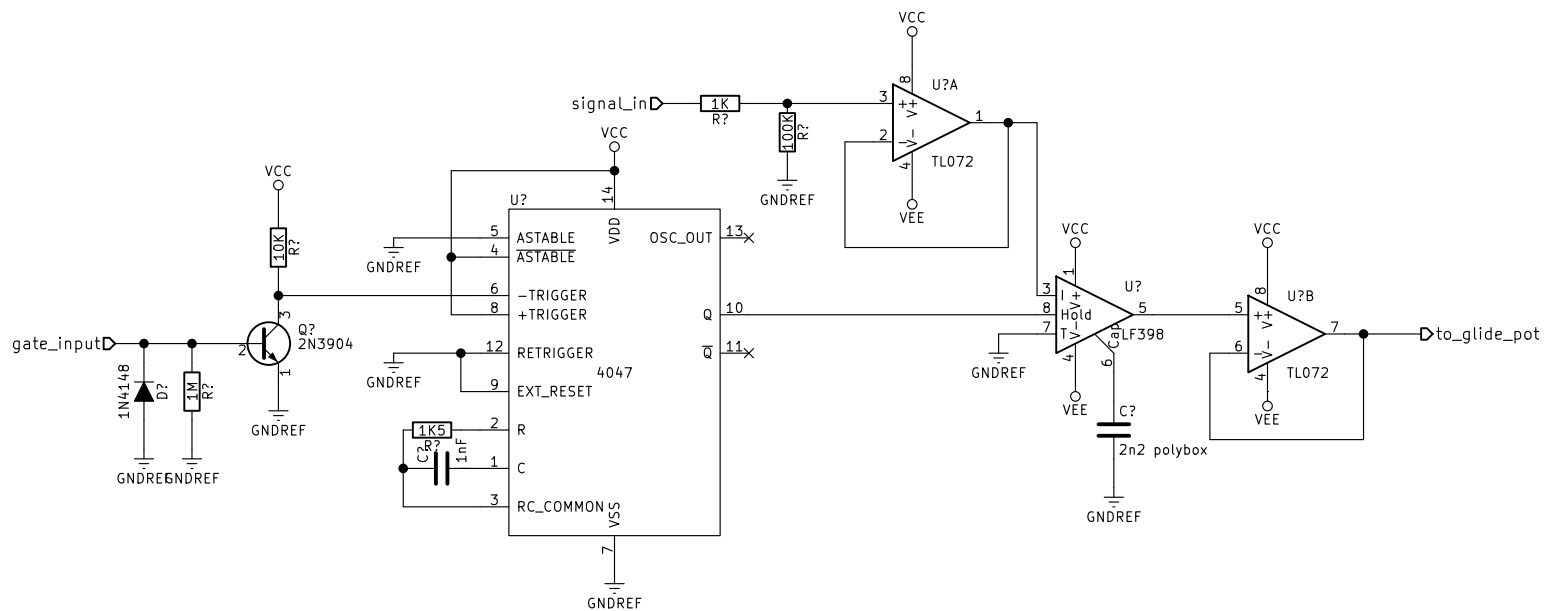 VCC
8
U?A
signal_in
1K
R?
3
+
V+
1
100K
R?
2
-
V-
TL072
4
VCC
GNDREF
VEE
VCC
14
U?
VDD
10K
R?
5
ASTABLE
OSC_OUT
13
GNDREF
4
ASTABLE
6
-TRIGGER
8
+TRIGGER
Q
10
12
RETRIGGER
Q
11
GNDREF
4047
9
EXT_RESET
1K5
2
R
R?
C?
1nF
1
C
3
RC_COMMON
VSS
7
GNDREF
3
Q?
2N3904
gate_input
2
1
1N4148
D?
1M
R?
GNDREF
GNDREF
GNDREF
VCC
1
U?
3
-
V+
8
Hold
5
7
V-
LF398
Cap
GNDREF
4
6
VEE
C?
2n2 polybox
GNDREF
VCC
8
U?B
5
+
V+
7
to_glide_pot
6
-
V-
TL072
4
VEE